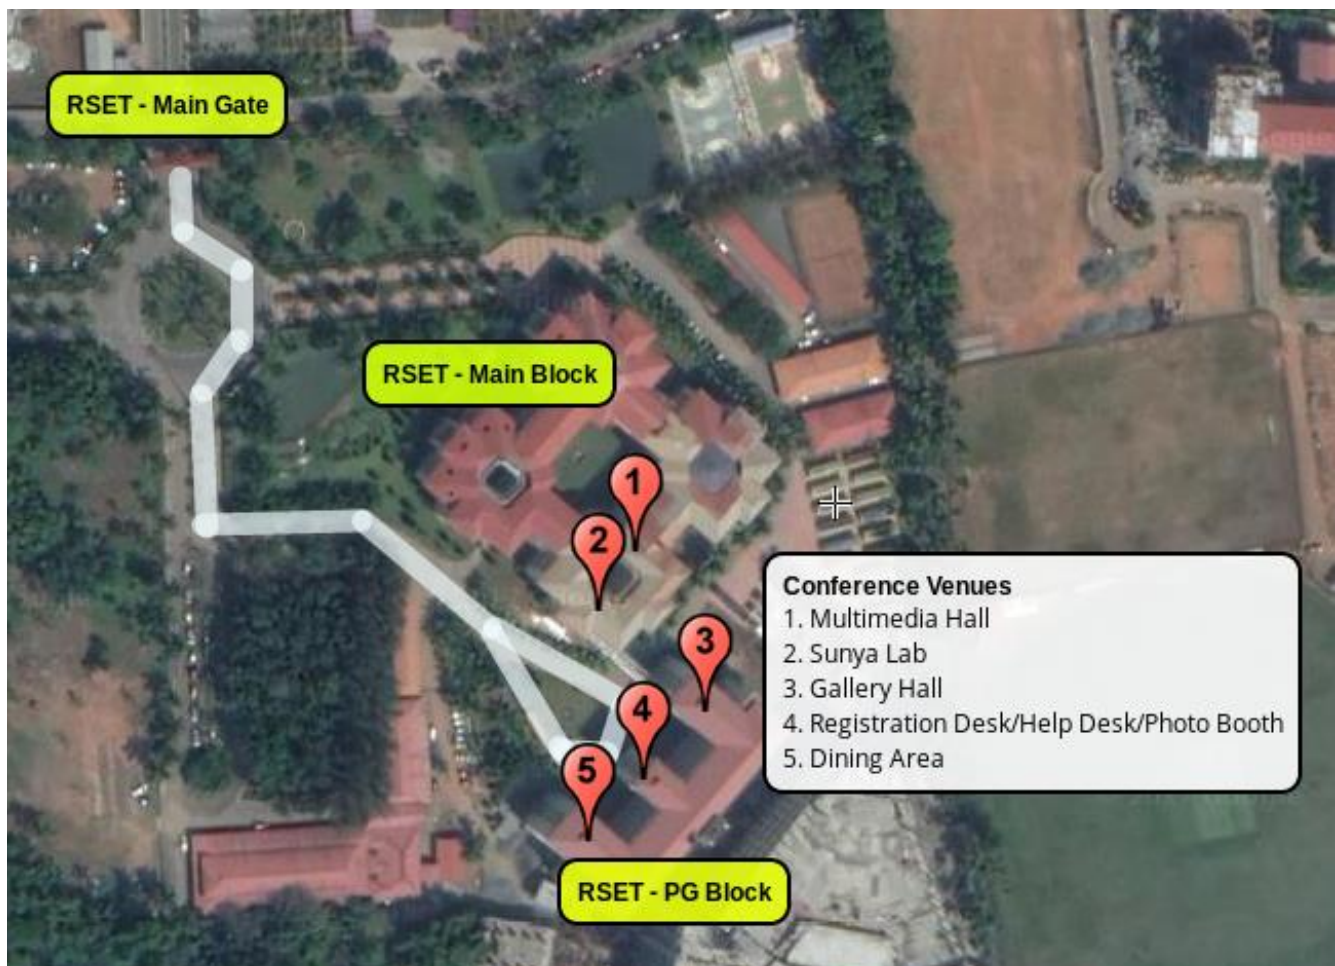 RSET - Main Gate
RSET - Main Block
1
2
3
4
5
Conference Venues
1. Multimedia Hall
2. Sunya Lab
3. Gallery Hall
4. Registration Desk/Help Desk/Photo Booth
5. Dining Area
RSET - PG Block